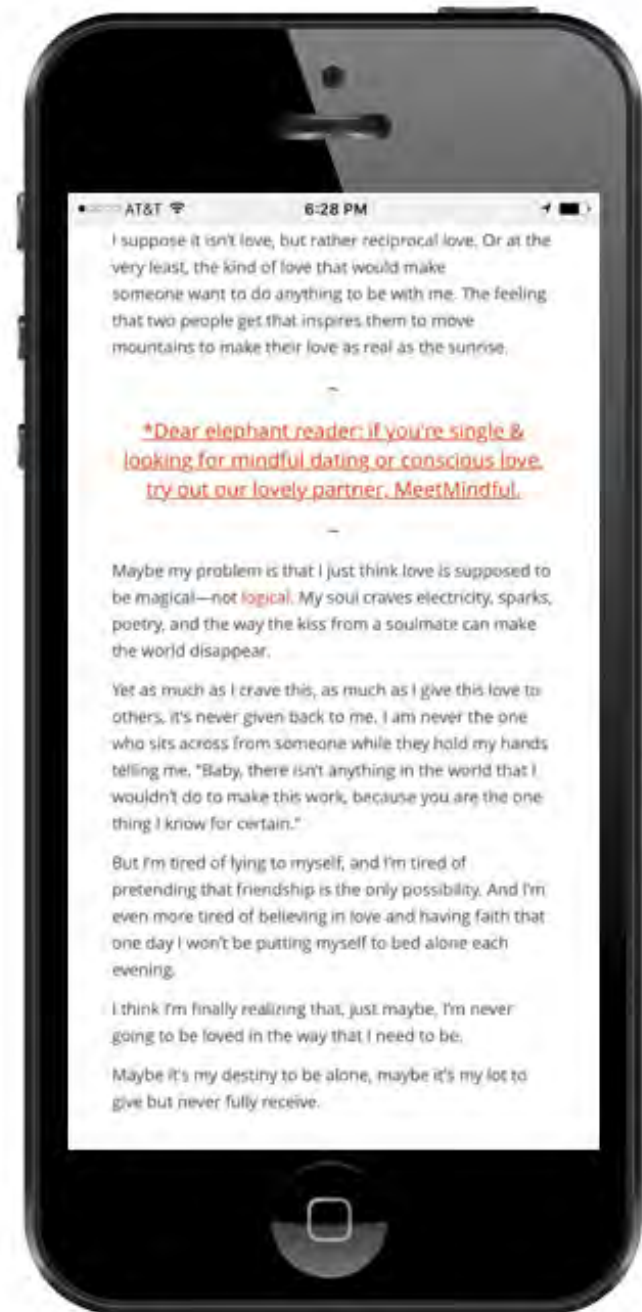 AT&T 6:28 PM
I suppose it isn't love, but rather reciprocal love. Or at the
very least, the kind of love that would make
someone want to do anything to be with me. The feeling
that two people get that inspires them to move
mountains to make their love as real as the sunrise.
~
*Dear elephant reader: if you're single &
looking for mindful dating or conscious love,
try out our lovely partner, MeetMindful.
~
Maybe my problem is that I just think love is supposed to
be magical—not logical. My soul craves electricity, sparks,
poetry, and the way the kiss from a soulmate can make
the world disappear.
Yet as much as I crave this, as much as I give this love to
others, it's never given back to me. I am never the one
who sits across from someone while they hold my hands
telling me, "Baby, there isn't anything in the world that I
wouldn't do to make this work, because you are the one
thing I know for certain."
But I'm tired of lying to myself, and I'm tired of
pretending that friendship is the only possibility. And I'm
even more tired of believing in love and having faith that
one day I won't be putting myself to bed alone each
evening.
I think I'm finally realizing that, just maybe, I'm never
going to be loved in the way that I need to be.
Maybe it's my destiny to be alone, maybe it's my lot to
give but never fully receive.